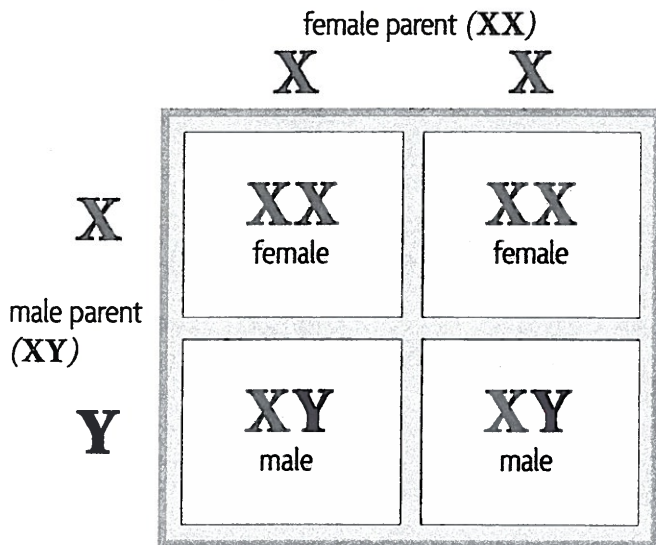 female parent (XX)
X X
X
XX XX
female female
male parent
(XY)
Y
XY XY
male male